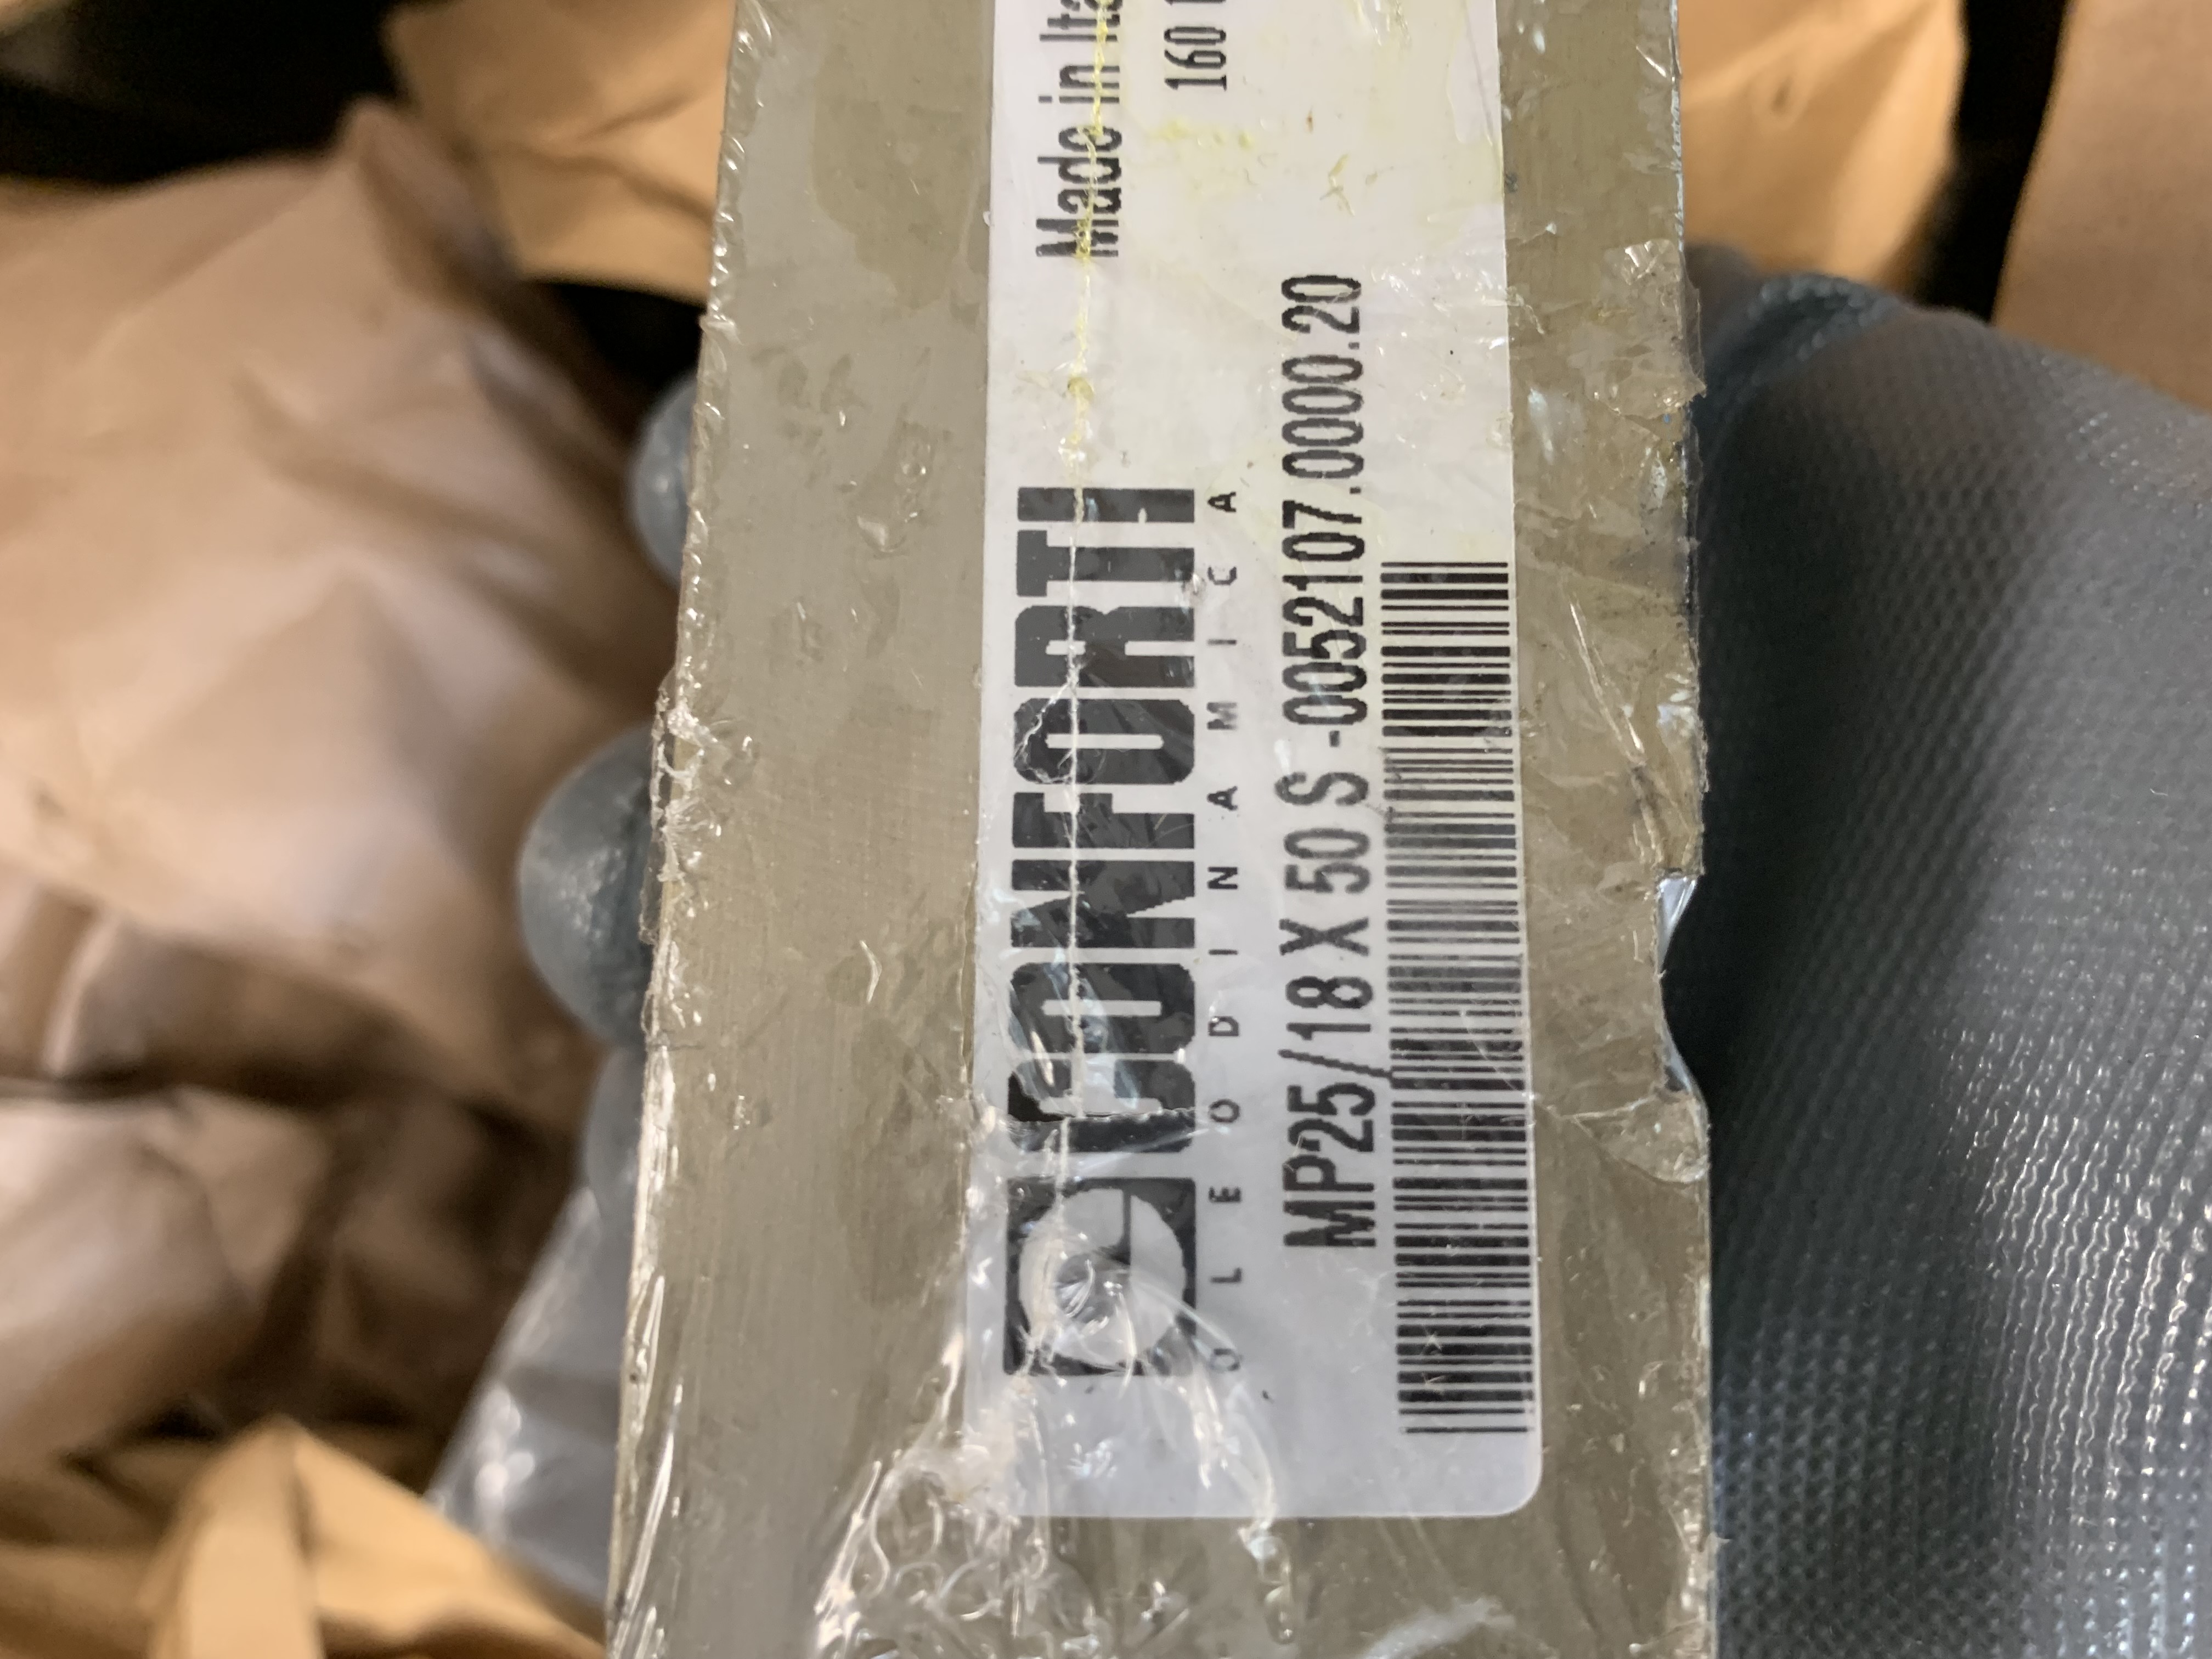 CONFORTI
OLEODINAMICA
Made in Ita
160
MP25/18 X 50 S -0052107.0000.20